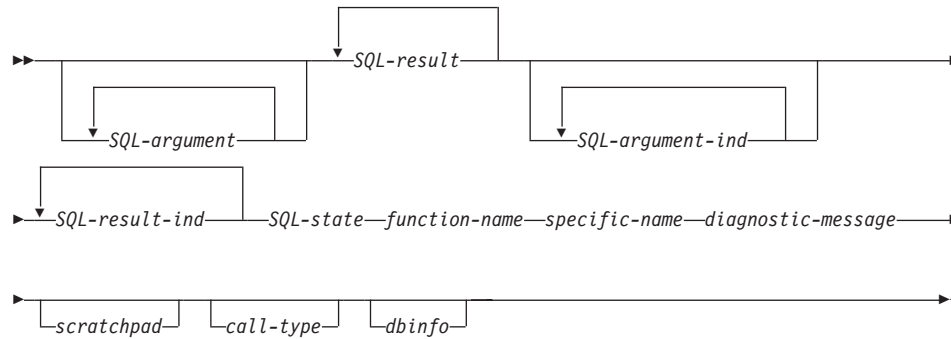 SQL-result
SQL-argument
SQL-argument-ind
SQL-result-ind SQL-state function-name specific-name diagnostic-message
scratchpad call-type dbinfo